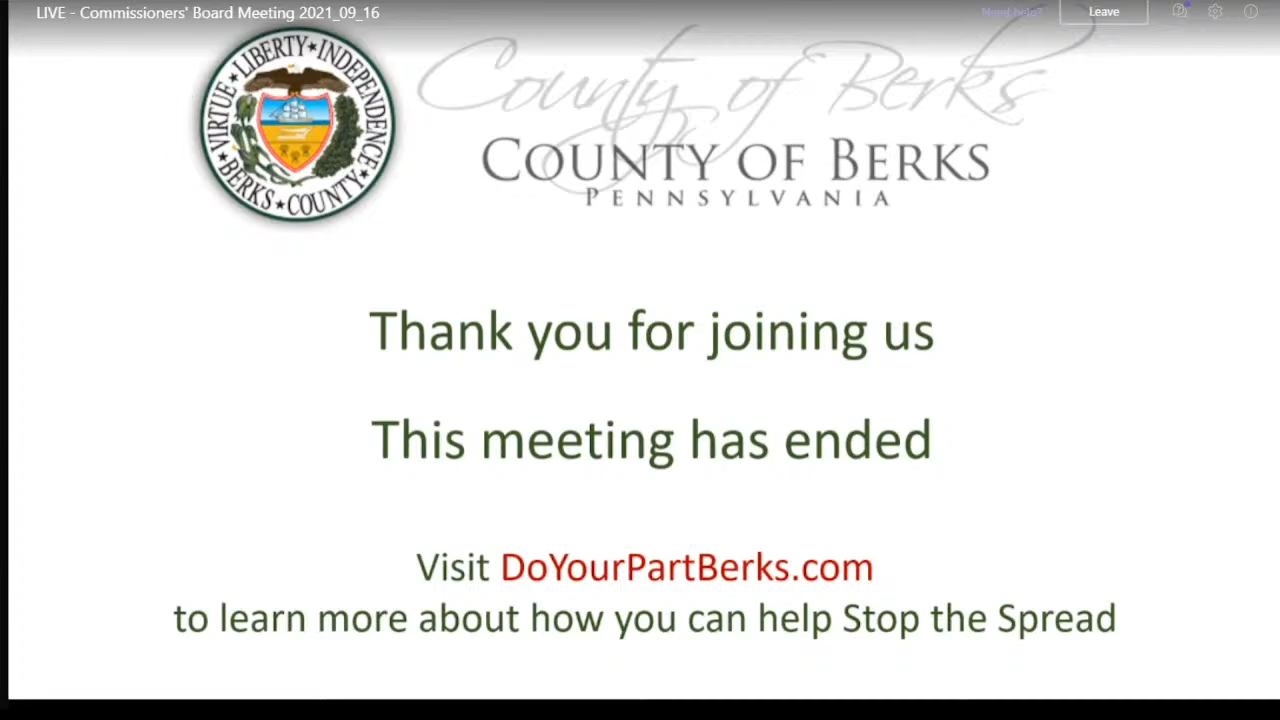 LIVE - Commissioners' Board Meeting 2021_09_16
Need help?
Leave
VIRTUE ★ LIBERTY ★ INDEPENDENCE
★ BERKS ★ COUNTY ★
County of Berks
COUNTY OF BERKS
PENNSYLVANIA
Thank you for joining us
This meeting has ended
Visit DoYourPartBerks.com
to learn more about how you can help Stop the Spread